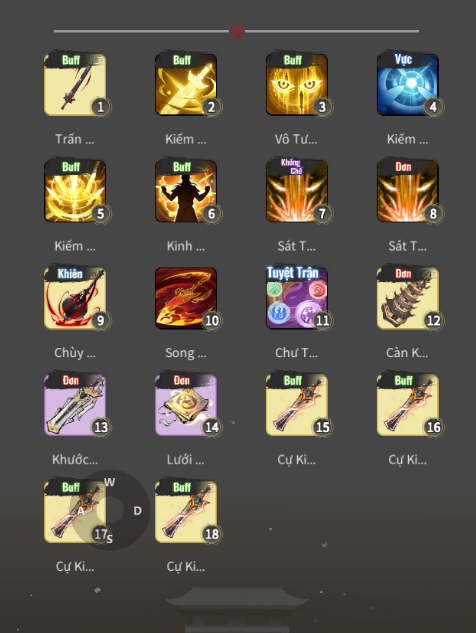 Buff Buff Buff Vực
1 2 3 4
Trấn ... Kiếm ... Vô Tư... Kiếm ...
Buff Buff Khống Chế Đơn
5 6 7 8
Kiếm ... Kinh ... Sát T... Sát T...
Khiên Tuyệt Trận Đơn
9 10 11 12
Chùy ... Song ... Chư T... Càn K...
Đơn Đơn Buff Buff
13 14 15 16
Khước... Lưới ... Cự Ki... Cự Ki...
Buff W Buff
A D
17 S 18
Cự Ki... Cự Ki...